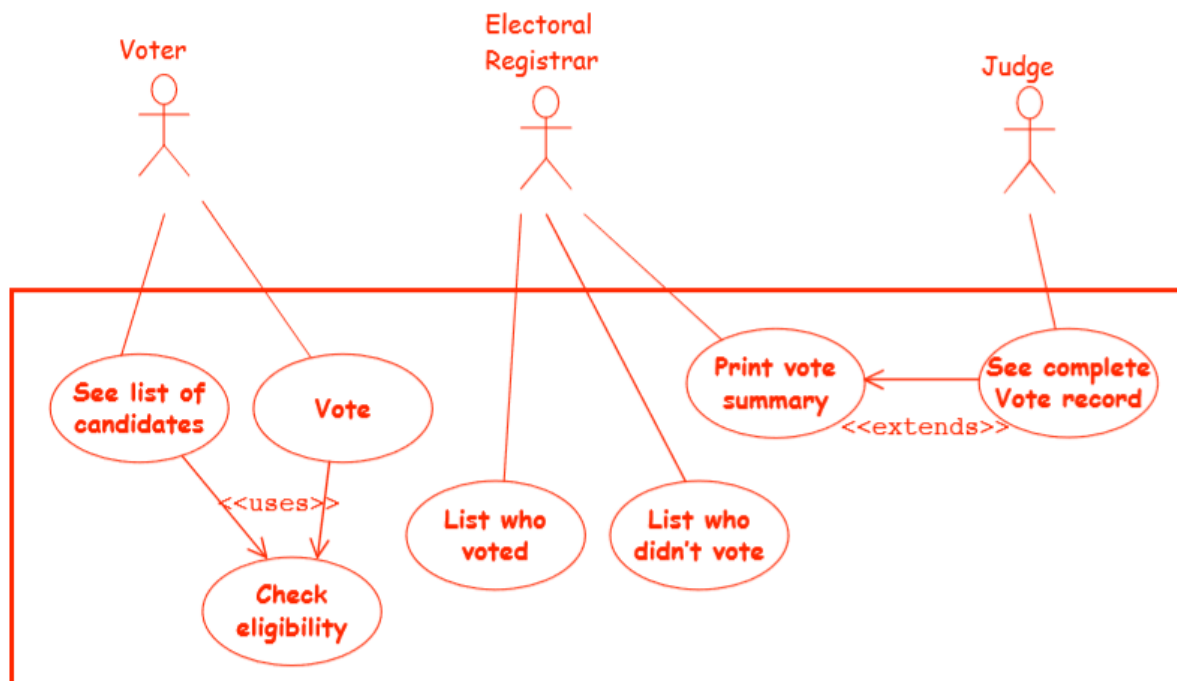 Voter
Electoral
Registrar
Judge
See list of
candidates
Vote
Print vote
summary
See complete
Vote record
<<extends>>
<<uses>>
List who
voted
List who
didn't vote
Check
eligibility